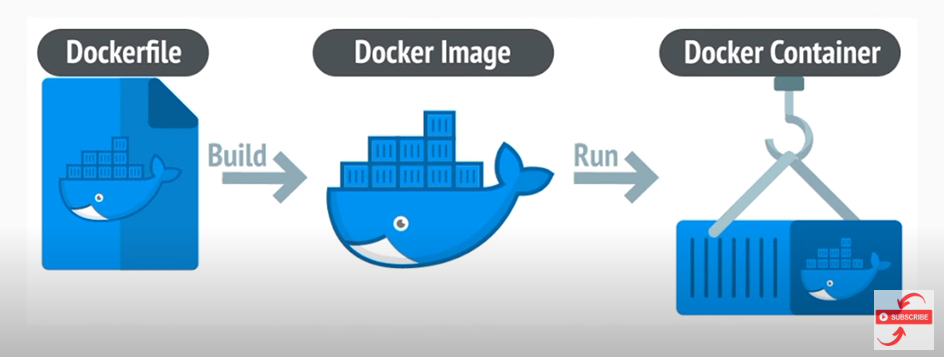 Dockerfile
Docker Image
Docker Container
Build
Run
SUBSCRIBE